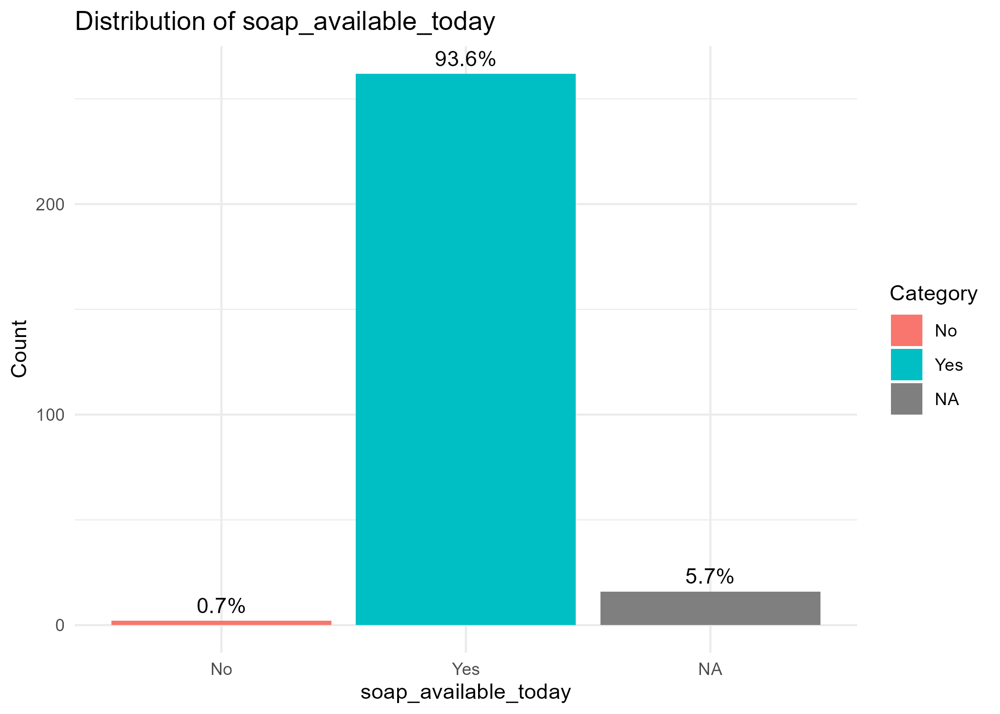 Distribution of soap_available_today
93.6%
200
Category
No
Count
Yes
NA
100
5.7%
0.7%
0
No
Yes
NA
soap_available_today